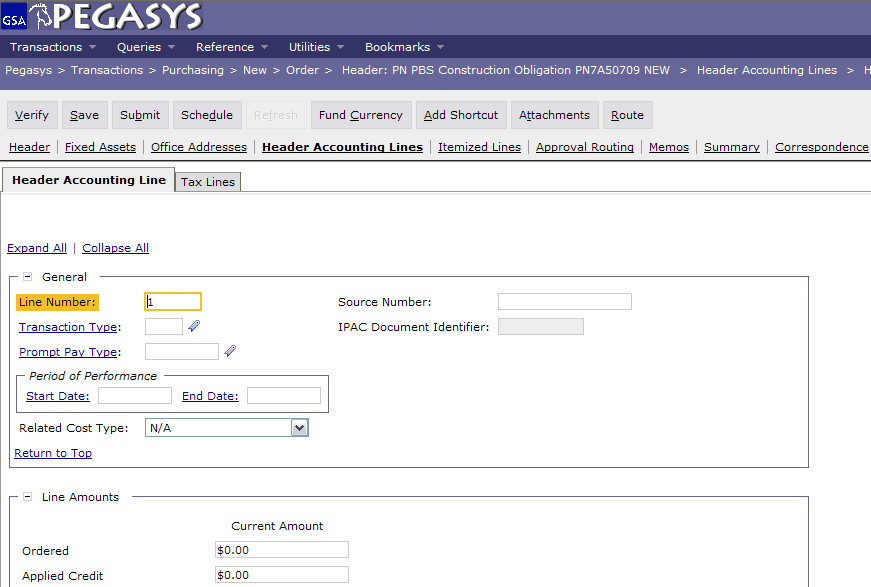 GSA PEGASYS
Transactions Queries Reference Utilities Bookmarks
Pegasys > Transactions > Purchasing > New > Order > Header: PN PBS Construction Obligation PN7A50709 NEW > Header Accounting Lines > H
Verify Save Submit Schedule Refresh Fund Currency Add Shortcut Attachments Route
Header Fixed Assets Office Addresses Header Accounting Lines Itemized Lines Approval Routing Memos Summary Correspondence
Header Accounting Line Tax Lines
Expand All | Collapse All
General
Line Number: 1 Source Number:
Transaction Type: IPAC Document Identifier:
Prompt Pay Type:
Period of Performance
Start Date: End Date:
Related Cost Type: N/A
Return to Top
Line Amounts
Current Amount
Ordered $0.00
Applied Credit $0.00